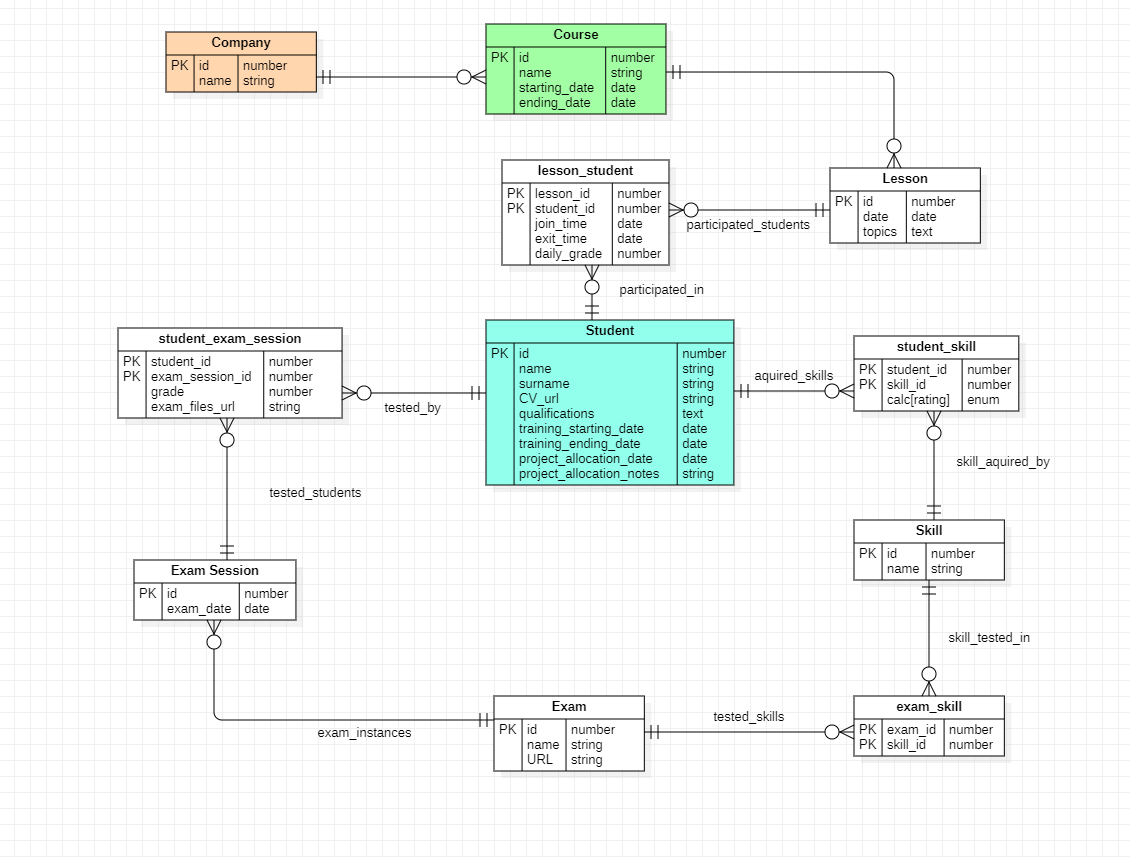 Company
PK id number
name string
Course
PK id number
name string
starting_date date
ending_date date
lesson_student
PK lesson_id number
PK student_id number
join_time date
exit_time date
daily_grade number
Lesson
PK id number
date date
topics text
participated_students
participated_in
student_exam_session
PK student_id number
PK exam_session_id number
grade number
exam_files_url string
tested_by
Student
PK id number
name string
surname string
CV_url string
qualifications text
training_starting_date date
training_ending_date date
project_allocation_date date
project_allocation_notes string
aquired_skills
student_skill
PK student_id number
PK skill_id number
calc[rating] enum
skill_aquired_by
tested_students
Skill
PK id number
name string
Exam Session
PK id number
exam_date date
skill_tested_in
exam_instances
Exam
PK id number
name string
URL string
tested_skills
exam_skill
PK exam_id number
PK skill_id number